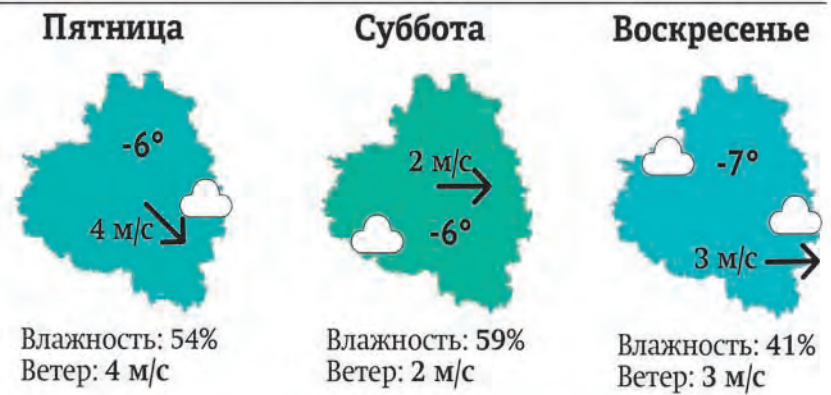 Пятница
-6°
4 м/с
Влажность: 54%
Ветер: 4 м/с
Суббота
2 м/с
-6°
Влажность: 59%
Ветер: 2 м/с
Воскресенье
-7°
3 м/с
Влажность: 41%
Ветер: 3 м/с